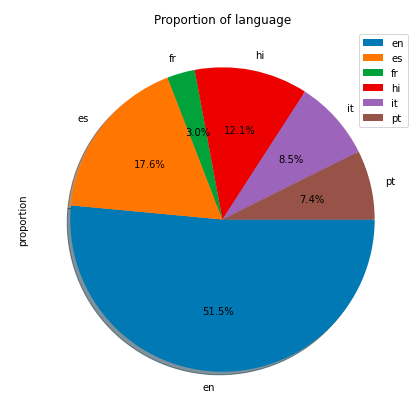 Proportion of language
en
es
fr
hi
it
pt
fr
hi
es
it
pt
en
3.0%
12.1%
17.6%
8.5%
7.4%
51.5%
proportion